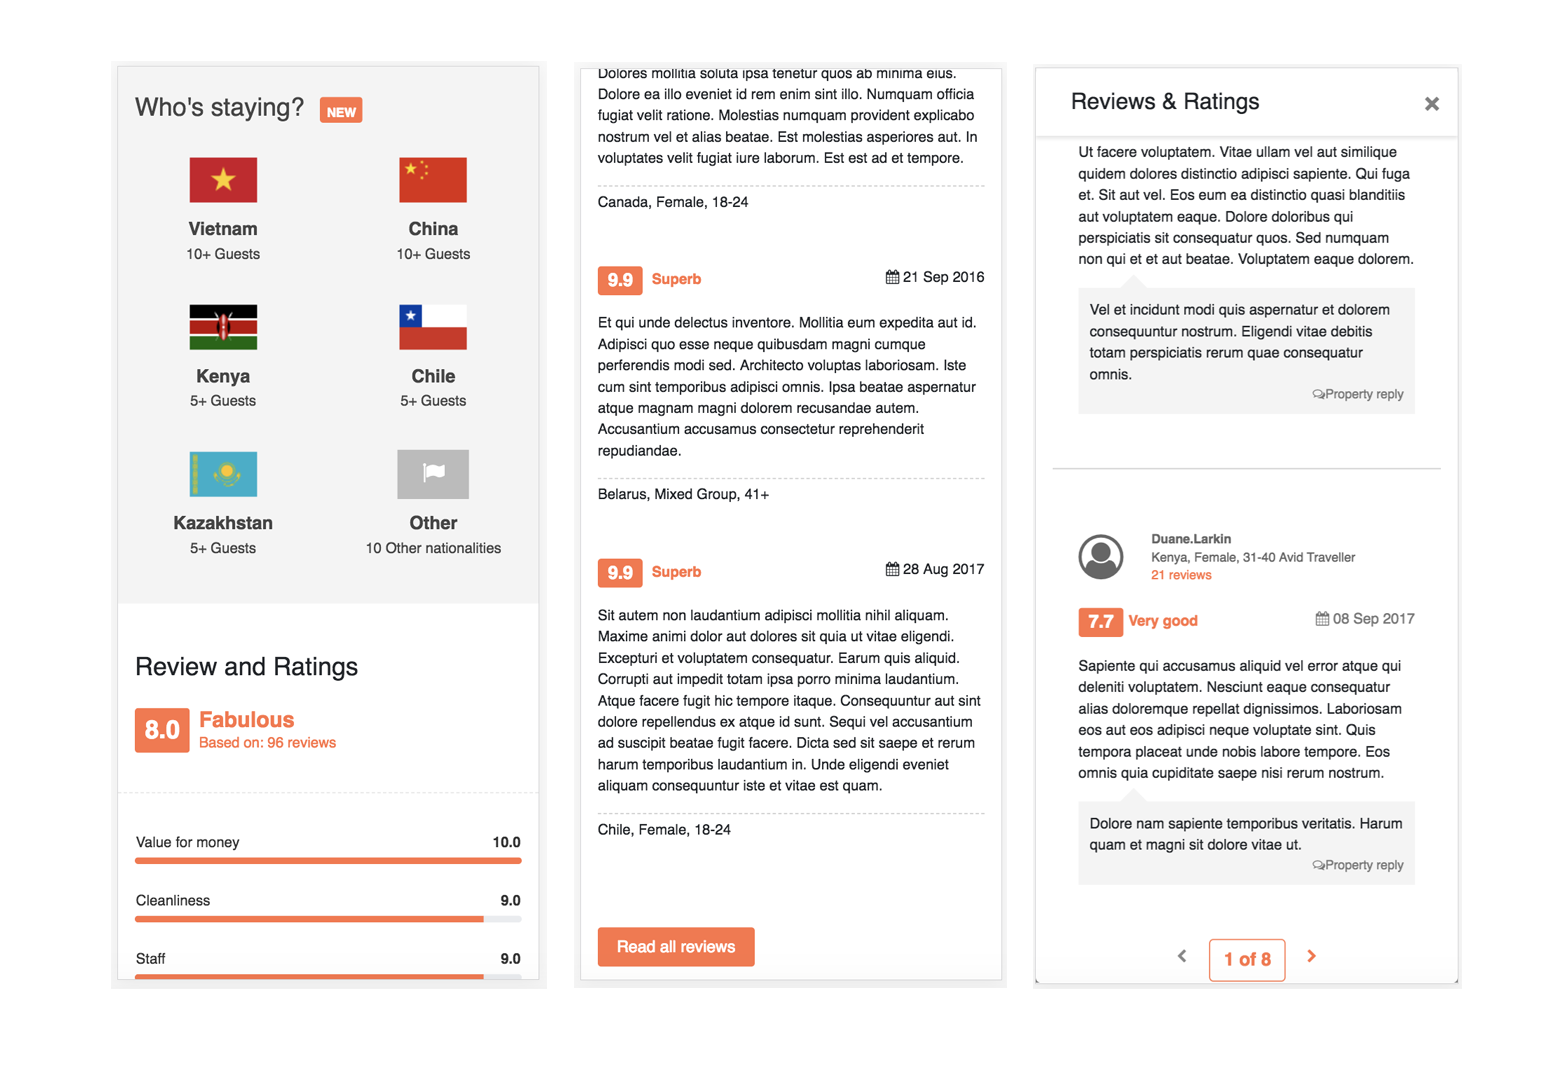 Who's staying? NEW
Vietnam
10+ Guests
China
10+ Guests
Kenya
5+ Guests
Chile
5+ Guests
Kazakhstan
5+ Guests
Other
10 Other nationalities
Review and Ratings
8.0 Fabulous
Based on: 96 reviews
Value for money 10.0
Cleanliness 9.0
Staff 9.0
Dolores mollitia soluta ipsa tenetur quos ab minima eius.
Dolore ea illo eveniet id rem enim sint illo. Numquam officia
fugiat velit ratione. Molestias numquam provident explicabo
nostrum vel et alias beatae. Est molestias asperiores aut. In
voluptates velit fugiat iure laborum. Est est ad et tempore.
Canada, Female, 18-24
9.9 Superb 21 Sep 2016
Et qui unde delectus inventore. Mollitia eum expedita aut id.
Adipisci quo esse neque quibusdam magni cumque
perferendis modi sed. Architecto voluptas laboriosam. Iste
cum sint temporibus adipisci omnis. Ipsa beatae aspernatur
atque magnam magni dolorem recusandae autem.
Accusantium accusamus consectetur reprehenderit
repudiandae.
Belarus, Mixed Group, 41+
9.9 Superb 28 Aug 2017
Sit autem non laudantium adipisci mollitia nihil aliquam.
Maxime animi dolor aut dolores sit quia ut vitae eligendi.
Excepturi et voluptatem consequatur. Earum quis aliquid.
Corrupti aut impedit totam ipsa porro minima laudantium.
Atque facere fugit hic tempore itaque. Consequuntur aut sint
dolore repellendus ex atque id sunt. Sequi vel accusantium
ad suscipit beatae fugit facere. Dicta sed sit saepe et rerum
harum temporibus laudantium in. Unde eligendi eveniet
aliquam consequuntur iste et vitae est quam.
Chile, Female, 18-24
Read all reviews
Reviews & Ratings
Ut facere voluptatem. Vitae ullam vel aut similique
quidem dolores distinctio adipisci sapiente. Qui fuga
et. Sit aut vel. Eos eum ea distinctio quasi blanditiis
aut voluptatem eaque. Dolore doloribus qui
perspiciatis sit consequatur quos. Sed numquam
non qui et et aut beatae. Voluptatem eaque dolorem.
Vel et incidunt modi quis aspernatur et dolorem
consequuntur nostrum. Eligendi vitae debitis
totam perspiciatis rerum quae consequatur
omnis.
Property reply
Duane.Larkin
Kenya, Female, 31-40 Avid Traveller
21 reviews
7.7 Very good 08 Sep 2017
Sapiente qui accusamus aliquid vel error atque qui
deleniti voluptatem. Nesciunt eaque consequatur
alias doloremque repellat dignissimos. Laboriosam
eos aut eos adipisci neque voluptate sint. Quis
tempora placeat unde nobis labore tempore. Eos
omnis quia cupiditate saepe nisi rerum nostrum.
Dolore nam sapiente temporibus veritatis. Harum
quam et magni sit dolore vitae ut.
Property reply
1 of 8